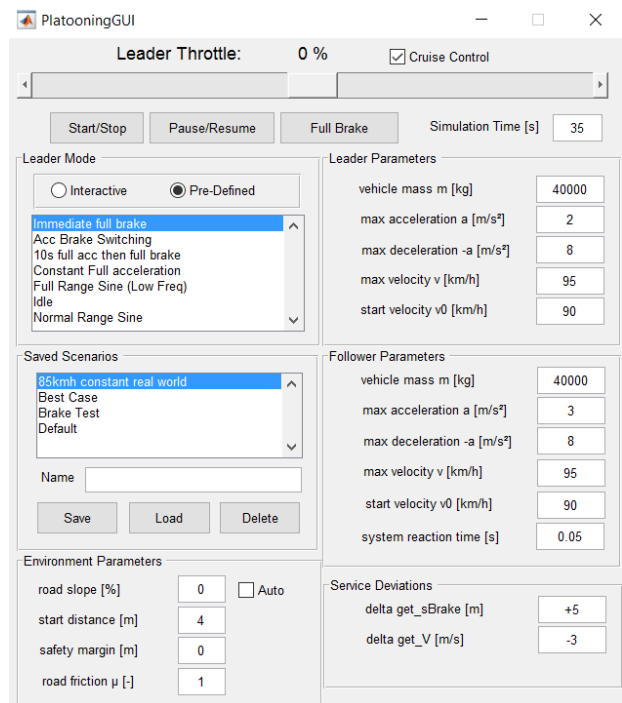 PlatooningGUI
Leader Throttle: 0 % Cruise Control
Start/Stop Pause/Resume Full Brake Simulation Time [s] 35
Leader Mode
Interactive Pre-Defined
Immediate full brake
Acc Brake Switching
10s full acc then full brake
Constant Full acceleration
Full Range Sine (Low Freq)
Idle
Normal Range Sine
Leader Parameters
vehicle mass m [kg] 40000
max acceleration a [m/s²] 2
max deceleration -a [m/s²] 8
max velocity v [km/h] 95
start velocity v0 [km/h] 90
Saved Scenarios
85kmh constant real world
Best Case
Brake Test
Default
Name
Save Load Delete
Follower Parameters
vehicle mass m [kg] 40000
max acceleration a [m/s²] 3
max deceleration -a [m/s²] 8
max velocity v [km/h] 95
start velocity v0 [km/h] 90
system reaction time [s] 0.05
Environment Parameters
road slope [%] 0 Auto
start distance [m] 4
safety margin [m] 0
road friction µ [-] 1
Service Deviations
delta get_sBrake [m] +5
delta get_V [m/s] -3